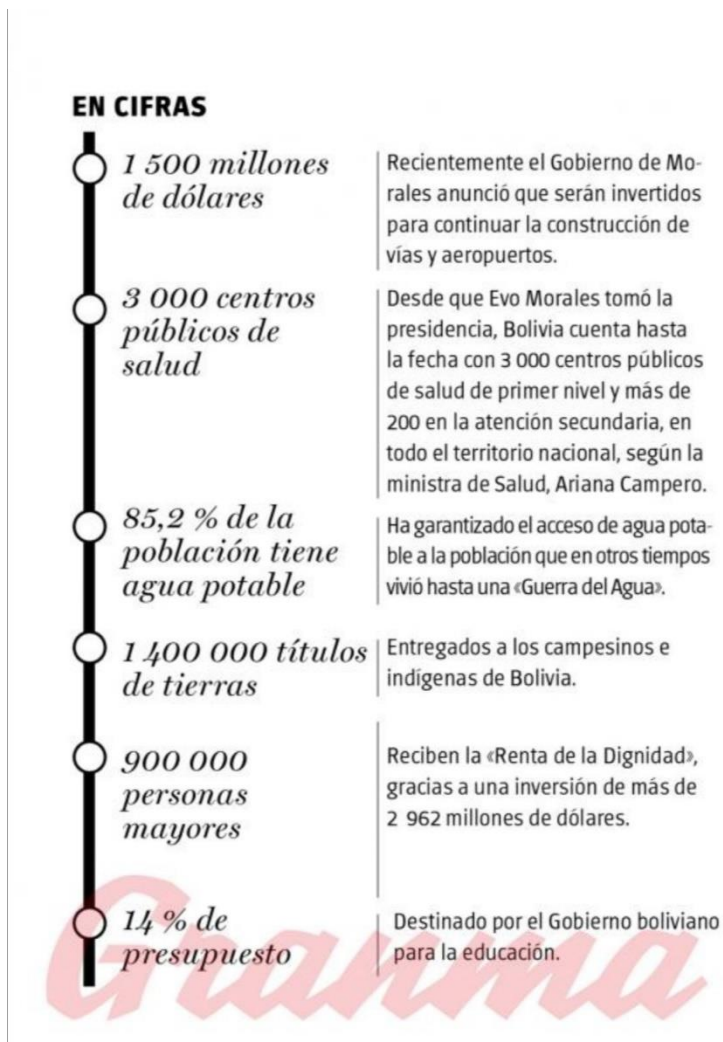 EN CIFRAS
1 500 millones
de dólares
Recientemente el Gobierno de Mo-
rales anunció que serán invertidos
para continuar la construcción de
vías y aeropuertos.
3 000 centros
públicos de
salud
Desde que Evo Morales tomó la
presidencia, Bolivia cuenta hasta
la fecha con 3 000 centros públicos
de salud de primer nivel y más de
200 en la atención secundaria, en
todo el territorio nacional, según la
ministra de Salud, Ariana Campero.
85,2 % de la
población tiene
agua potable
Ha garantizado el acceso de agua pota-
ble a la población que en otros tiempos
vivió hasta una «Guerra del Agua».
1 400 000 títulos
de tierras
Entregados a los campesinos e
indígenas de Bolivia.
900 000
personas
mayores
Reciben la «Renta de la Dignidad»,
gracias a una inversión de más de
2 962 millones de dólares.
14 % de
presupuesto
Destinado por el Gobierno boliviano
para la educación.
Granma